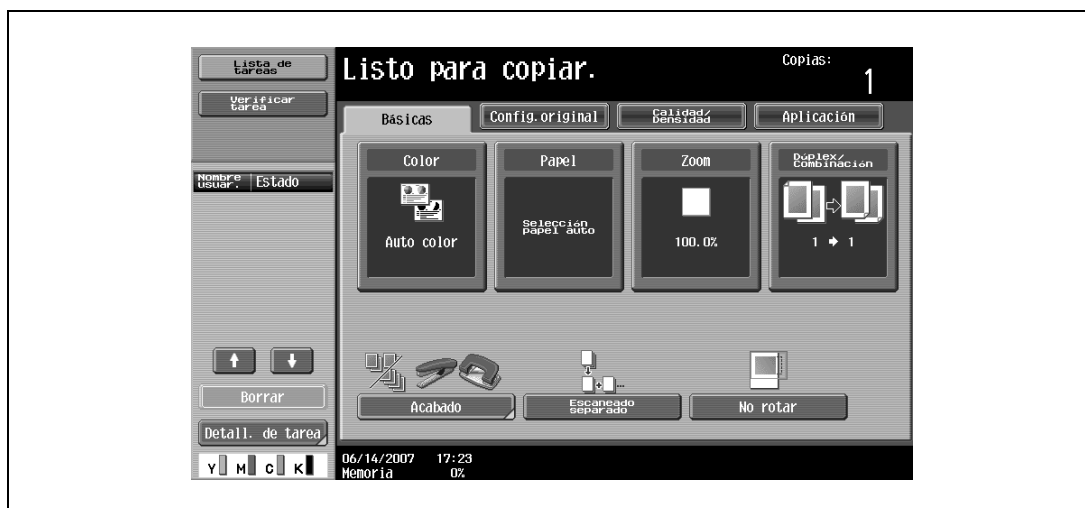 Lista de
tareas
Verificar
tarea
Nombre
usuar.
Estado
Borrar
Detall. de tarea
Y M C K
Listo para copiar.
Copias:
1
Básicas
Config.original
Calidad/
Densidad
Aplicación
Color
Auto color
Papel
Selección
papel auto
Zoom
100.0%
Dúplex/
Combinación
1 → 1
Acabado
Escaneado
separado
No rotar
06/14/2007 17:23
Memoria 0%